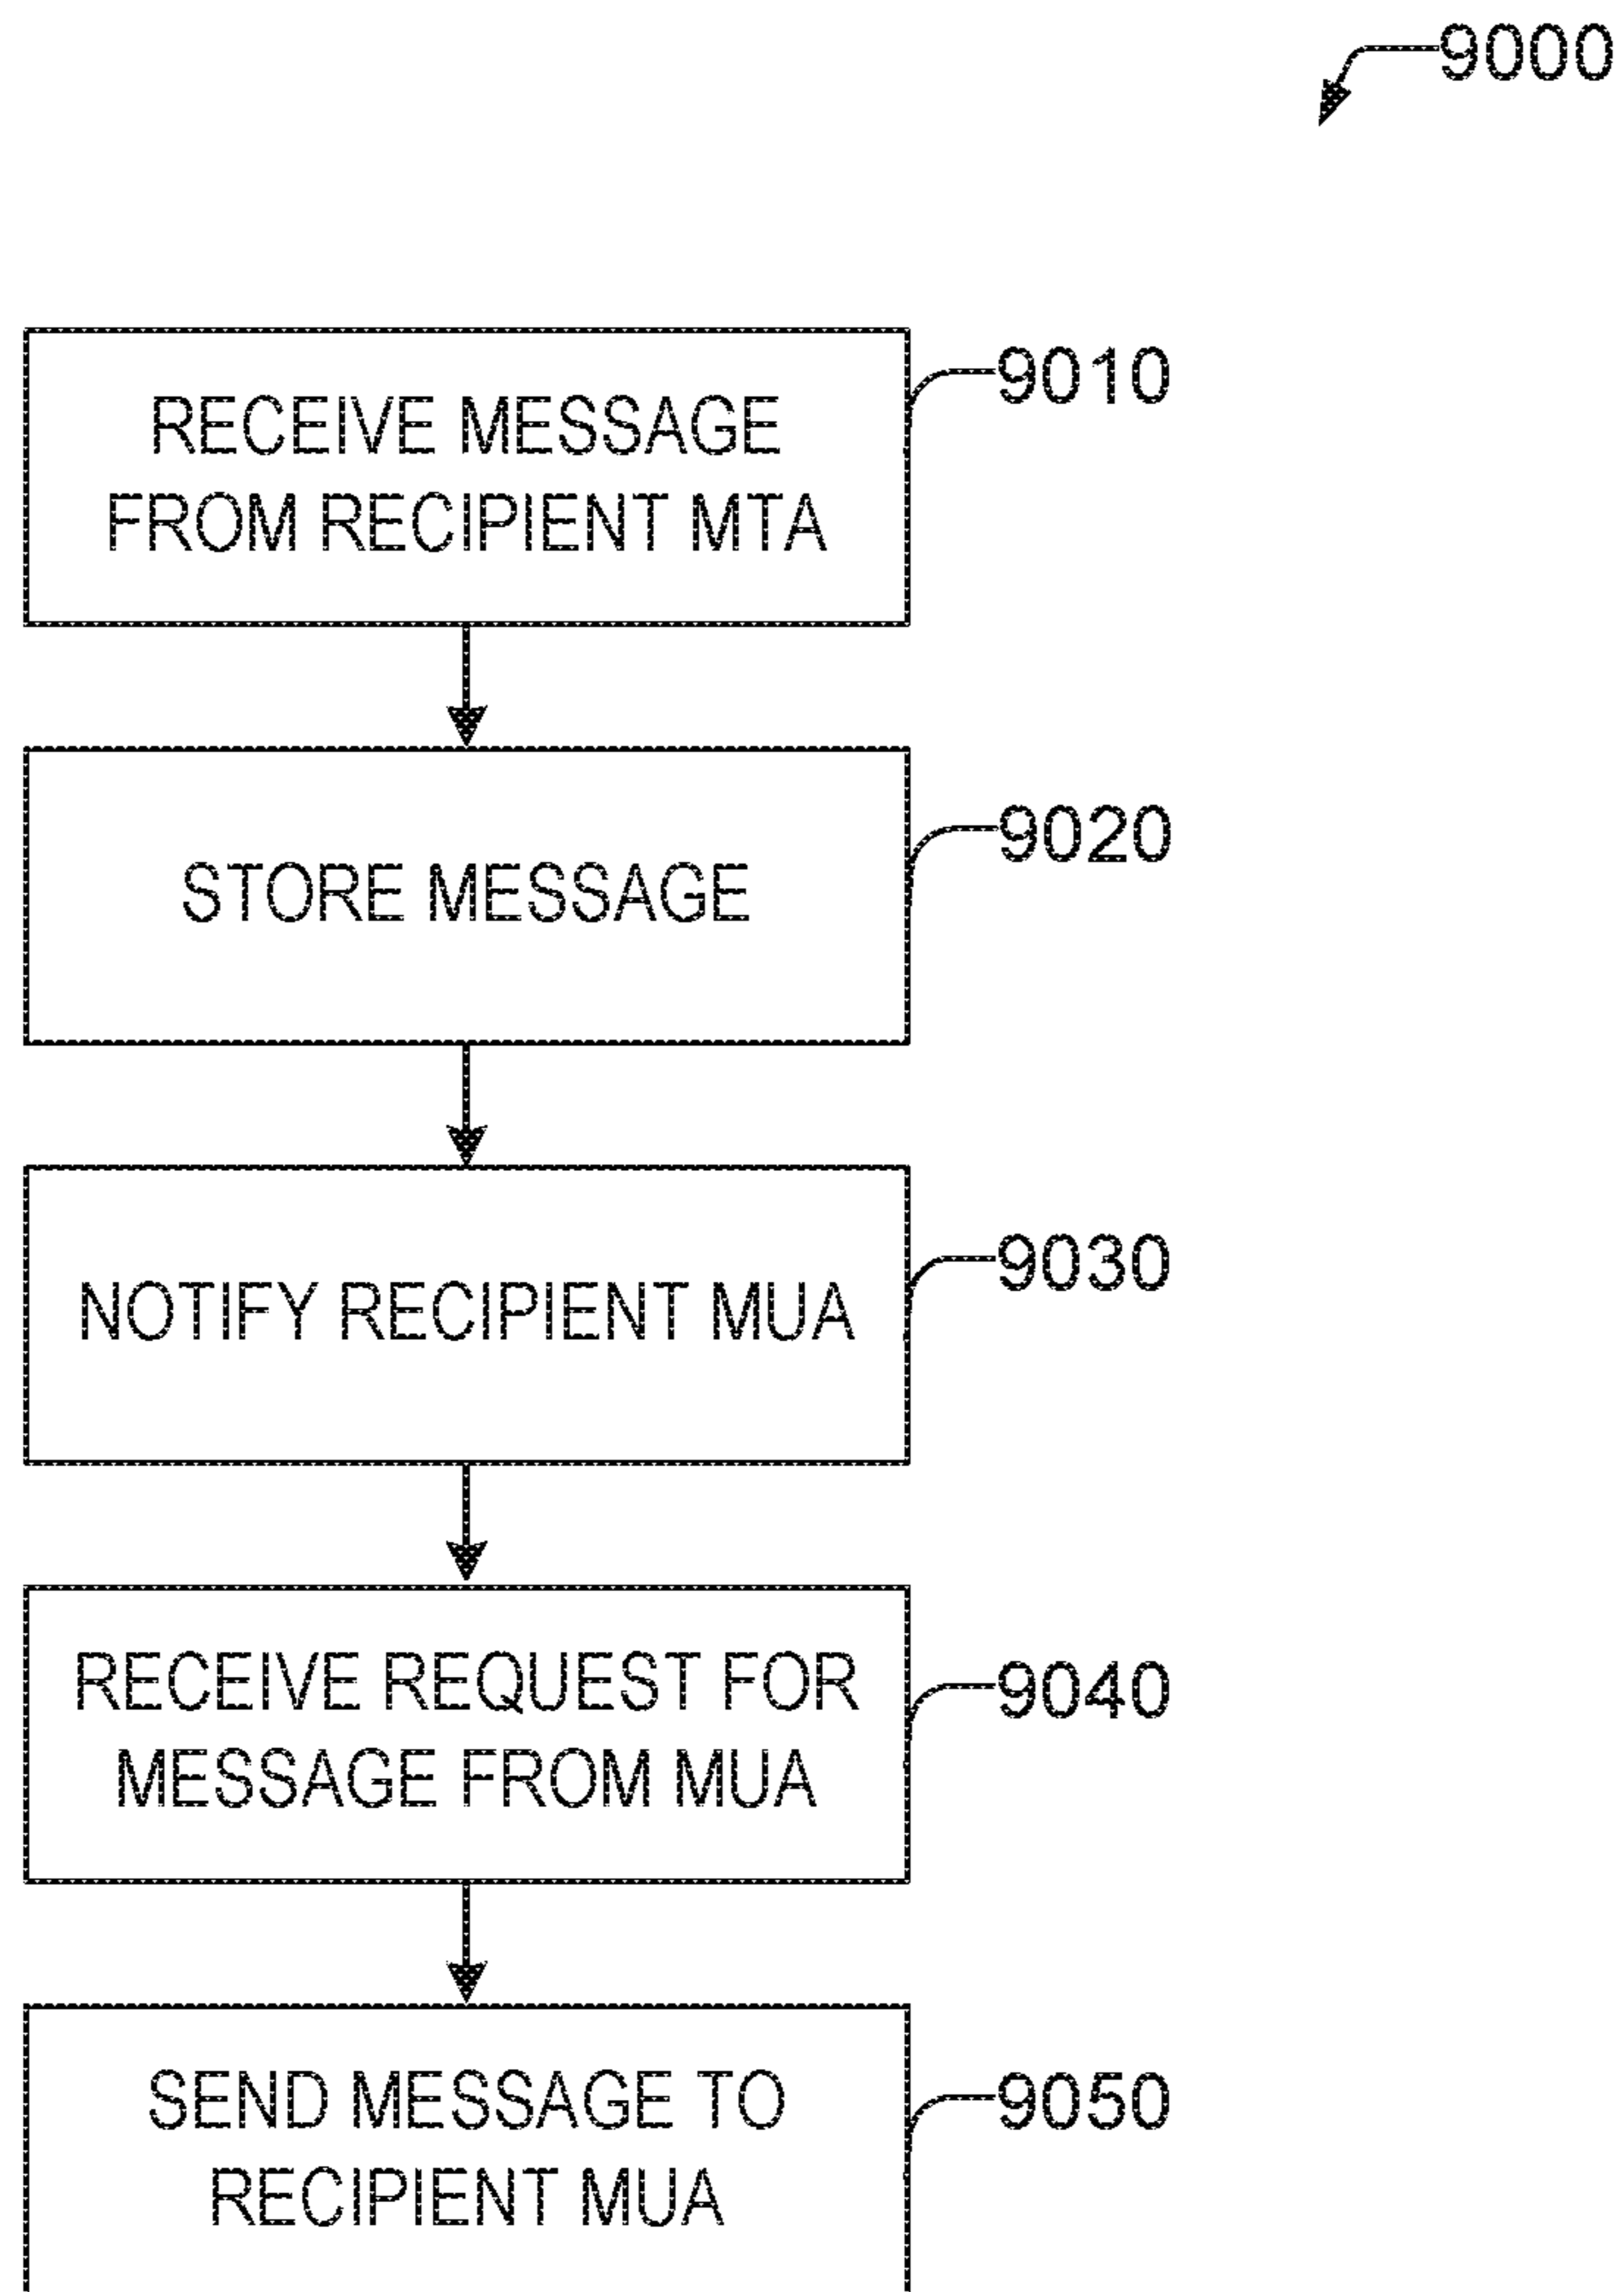 9000
RECEIVE MESSAGE
FROM RECIPIENT MTA
9010
STORE MESSAGE
9020
NOTIFY RECIPIENT MUA
9030
RECEIVE REQUEST FOR
MESSAGE FROM MUA
9040
SEND MESSAGE TO
RECIPIENT MUA
9050